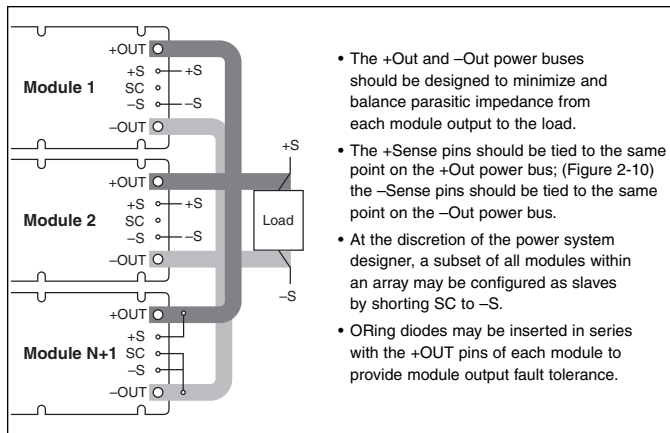 +OUT
+S
+S
Module 1
SC
–S
–S
–OUT
+S
+OUT
+S
+S
Module 2
SC
Load
–S
–S
–OUT
–S
+OUT
+S
Module N+1
SC
–S
–OUT
• The +Out and –Out power buses
should be designed to minimize and
balance parasitic impedance from
each module output to the load.
• The +Sense pins should be tied to the same
point on the +Out power bus; (Figure 2-10)
the –Sense pins should be tied to the same
point on the –Out power bus.
• At the discretion of the power system
designer, a subset of all modules within
an array may be configured as slaves
by shorting SC to –S.
• ORing diodes may be inserted in series
with the +OUT pins of each module to
provide module output fault tolerance.